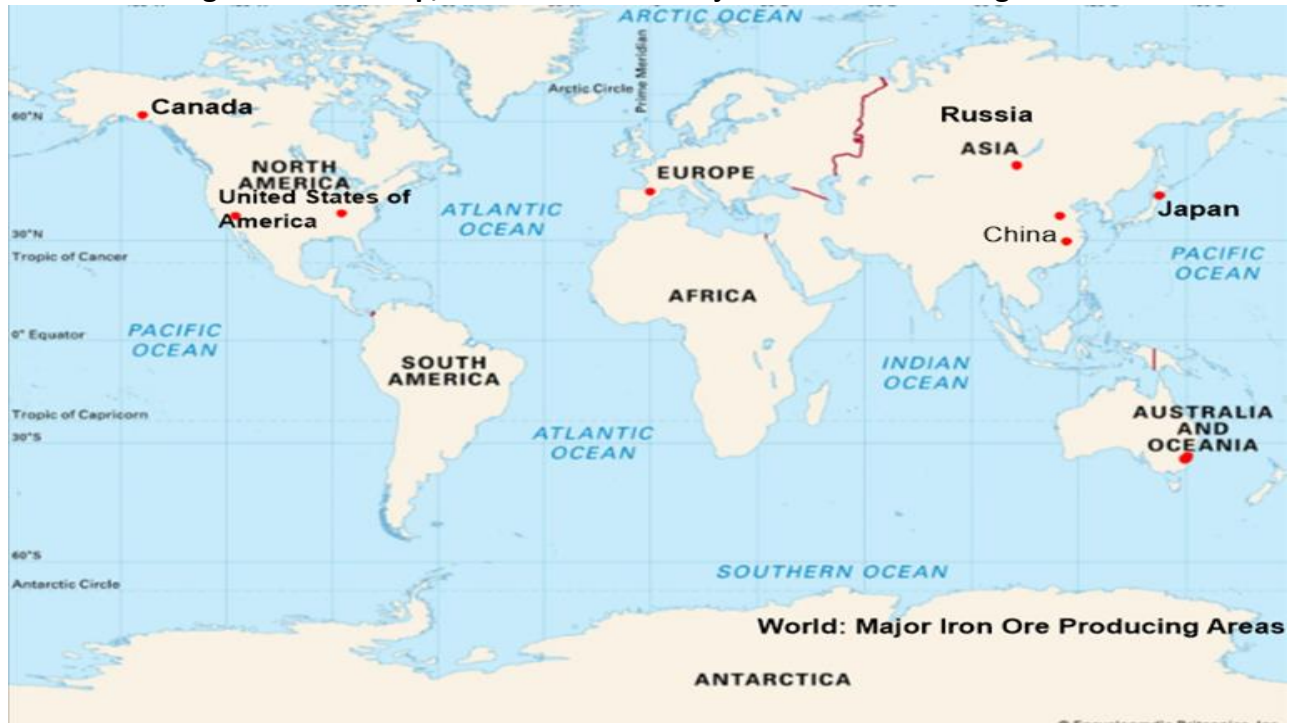 ARCTIC OCEAN
Arctic Circle
Prime Meridian
60°N
Canada
Russia
ASIA
NORTH
AMERICA
EUROPE
United States of
America
ATLANTIC
OCEAN
Japan
China
30°N
Tropic of Cancer
PACIFIC
OCEAN
AFRICA
0° Equator
PACIFIC
OCEAN
SOUTH
AMERICA
INDIAN
OCEAN
Tropic of Capricorn
30°S
ATLANTIC
OCEAN
AUSTRALIA
AND
OCEANIA
60°S
Antarctic Circle
SOUTHERN OCEAN
World: Major Iron Ore Producing Areas
ANTARCTICA